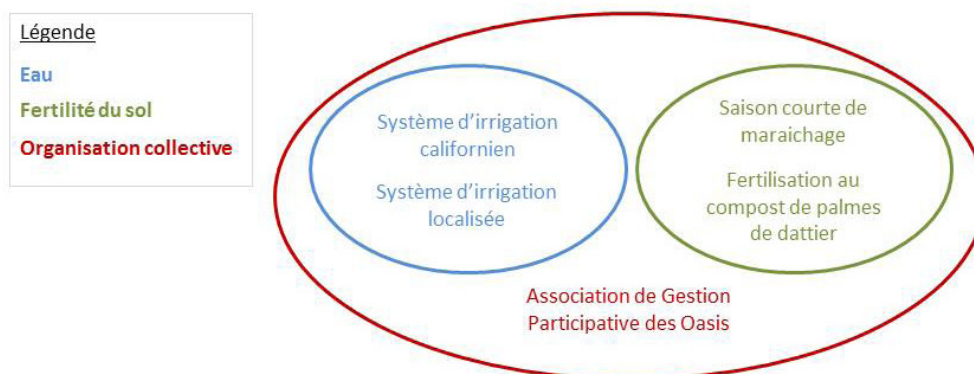 Légende
Eau
Fertilité du sol
Organisation collective
Système d’irrigation
californien
Système d’irrigation
localisée
Saison courte de
maraichage
Fertilisation au
compost de palmes
de dattier
Association de Gestion
Participative des Oasis